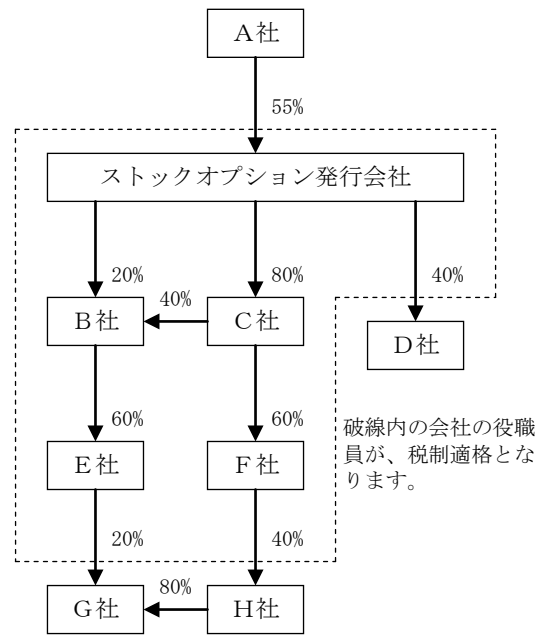 A社
55%
ストックオプション発行会社
20%
80%
40%
40%
B社
C社
D社
60%
60%
破線内の会社の役職
員が、税制適格とな
ります。
E社
F社
20%
40%
80%
G社
H社